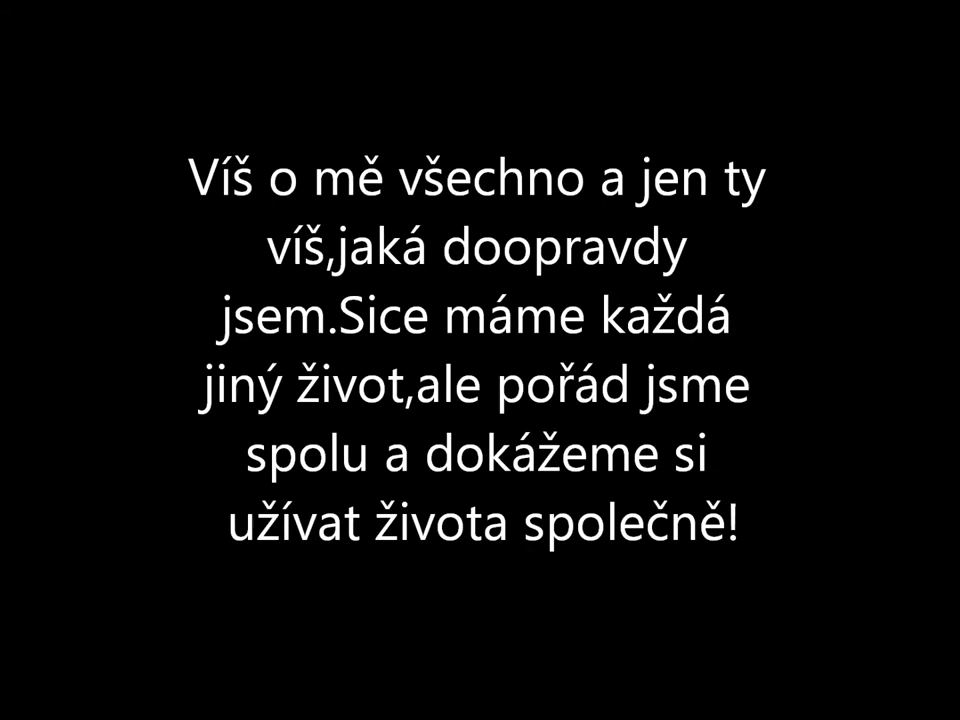 Víš o mě všechno a jen ty
víš,jaká doopravdy
jsem.Sice máme každá
jiný život,ale pořád jsme
spolu a dokážeme si
užívat života společně!